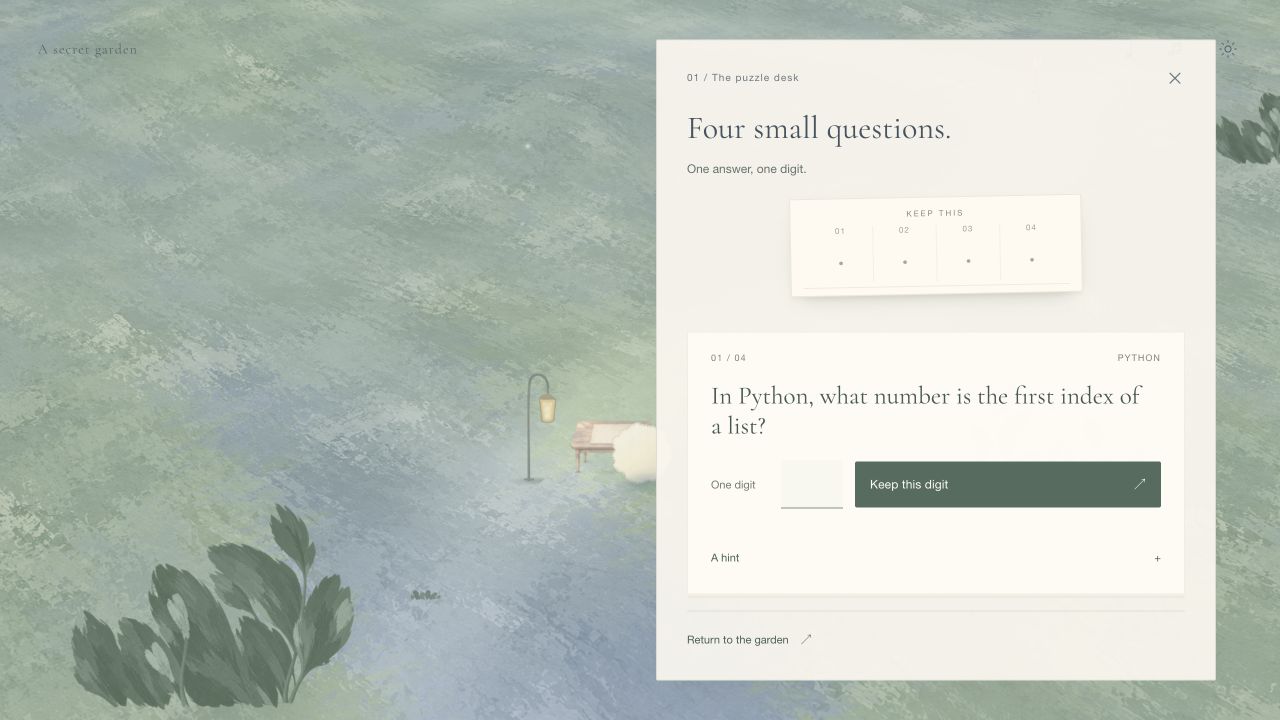 A secret garden
01 / The puzzle desk
Four small questions.
One answer, one digit.
KEEP THIS
01 02 03 04
01 / 04 PYTHON
In Python, what number is the first index of
a list?
One digit Keep this digit
A hint +
Return to the garden